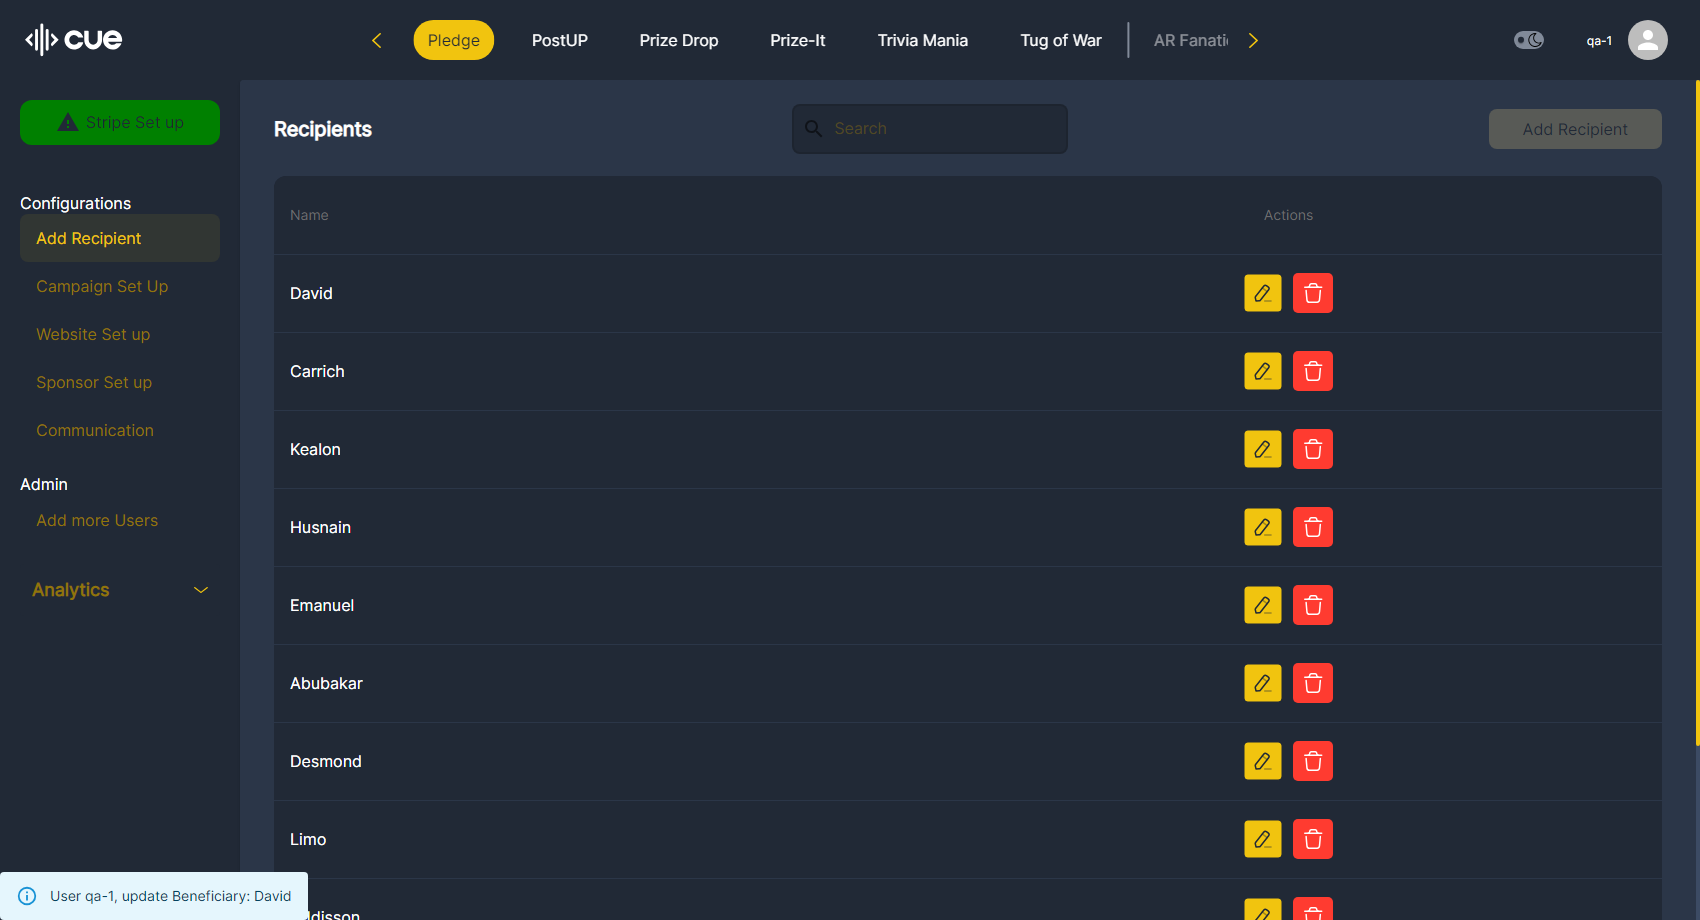 cue
Pledge
PostUP
Prize Drop
Prize-It
Trivia Mania
Tug of War
AR Fanati
qa-1
Stripe Set up
Configurations
Add Recipient
Campaign Set Up
Website Set up
Sponsor Set up
Communication
Admin
Add more Users
Analytics
Recipients
Search
Add Recipient
Name
Actions
David
Carrich
Kealon
Husnain
Emanuel
Abubakar
Desmond
Limo
User qa-1, update Beneficiary: David